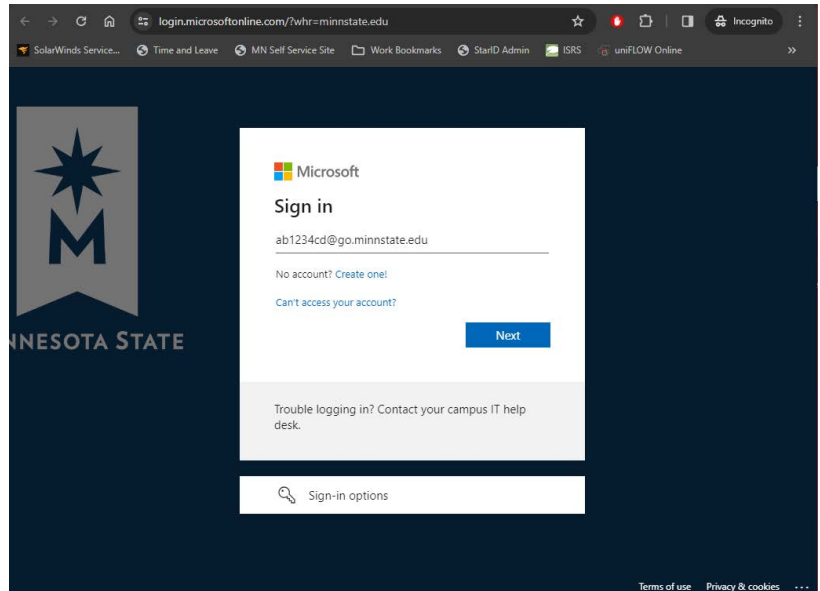 login.microsoftonline.com/?whr=minnstate.edu
Incognito
SolarWinds Service... Time and Leave MN Self Service Site Work Bookmarks StarID Admin ISRS uniFLOW Online »
Microsoft
Sign in
ab1234cd@go.minnstate.edu
No account? Create one!
Can't access your account?
Next
M
NNESOTA STATE
Trouble logging in? Contact your campus IT help
desk.
Sign-in options
Terms of use Privacy & cookies ...